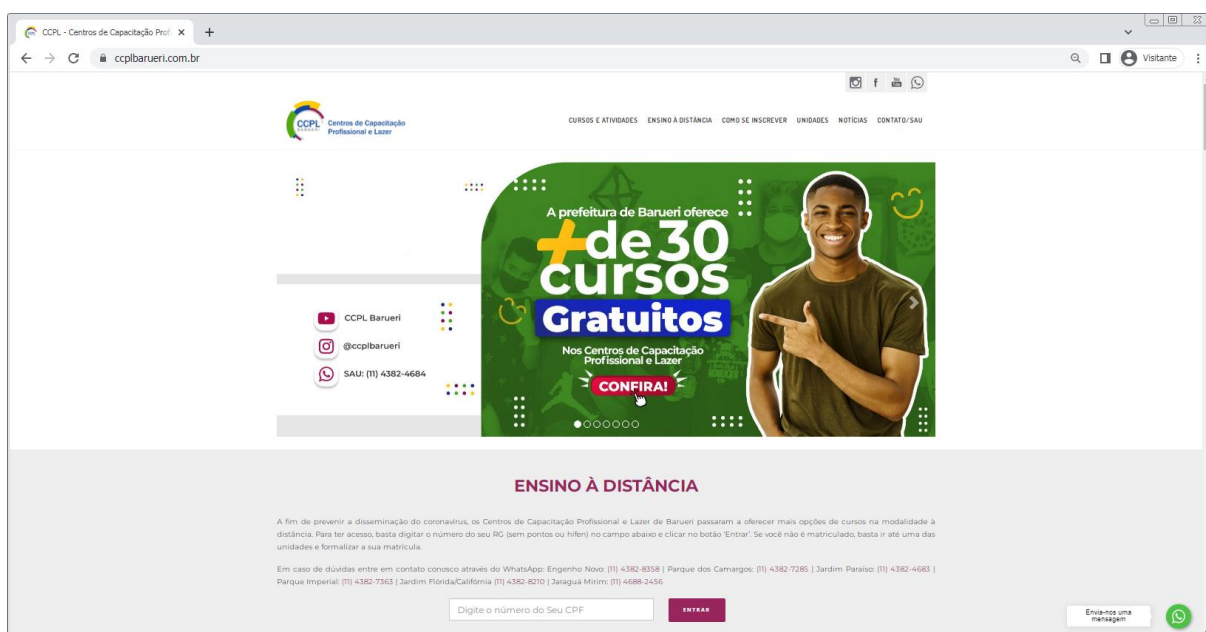 CCPL - Centros de Capacitação Prof
ccplbarueri.com.br
Visitante
CCPL
BARUERI
Centros de Capacitação
Profissional e Lazer
CURSOS E ATIVIDADES ENSINO À DISTÂNCIA COMO SE INSCREVER UNIDADES NOTÍCIAS CONTATO/SAU
A prefeitura de Barueri oferece
+de 30
cursos
Gratuitos
Nos Centros de Capacitação
Profissional e Lazer
CONFIRA!
CCPL Barueri
@ccplbarueri
SAU: (11) 4382-4684
ENSINO À DISTÂNCIA
A fim de prevenir a disseminação do coronavírus, os Centros de Capacitação Profissional e Lazer de Barueri passaram a oferecer mais opções de cursos na modalidade à
distância. Para ter acesso, basta digitar o número do seu RG (sem pontos ou hífen) no campo abaixo e clicar no botão 'Entrar'. Se você não é matriculado, basta ir até uma das
unidades e formalizar a sua matrícula.
Em caso de dúvidas entre em contato conosco através do WhatsApp: Engenho Novo: (11) 4382-8358 | Parque dos Camargos: (11) 4382-7285 | Jardim Paraíso: (11) 4382-4683 |
Parque Imperial: (11) 4382-7363 | Jardim Flórida/Califórnia (11) 4382-8210 | Jaraguá Mirim: (11) 4688-2456
Digite o número do Seu CPF
ENTRAR
Envie-nos uma
mensagem